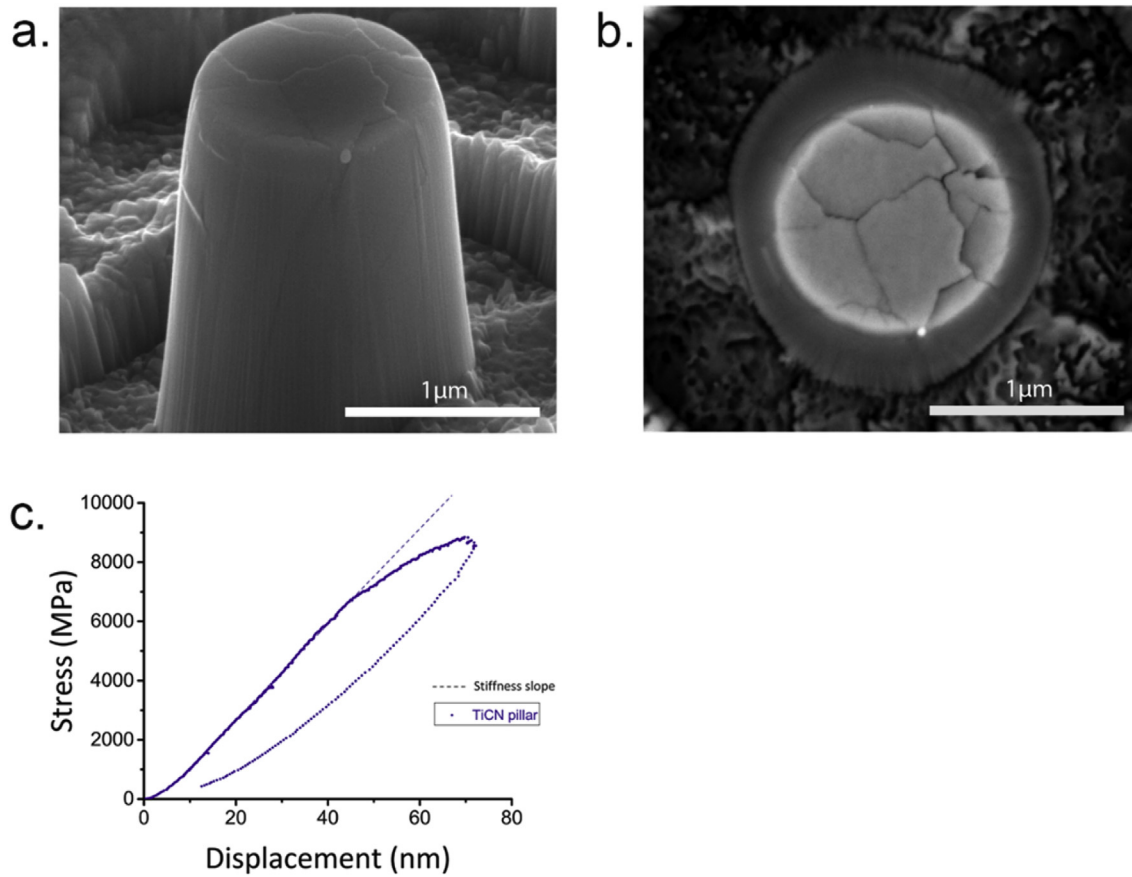 a.
b.
1μm
1μm
c.
10000
8000
6000
4000
2000
0
Stress (MPa)
Stiffness slope
TiCN pillar
0
20
40
60
80
Displacement (nm)